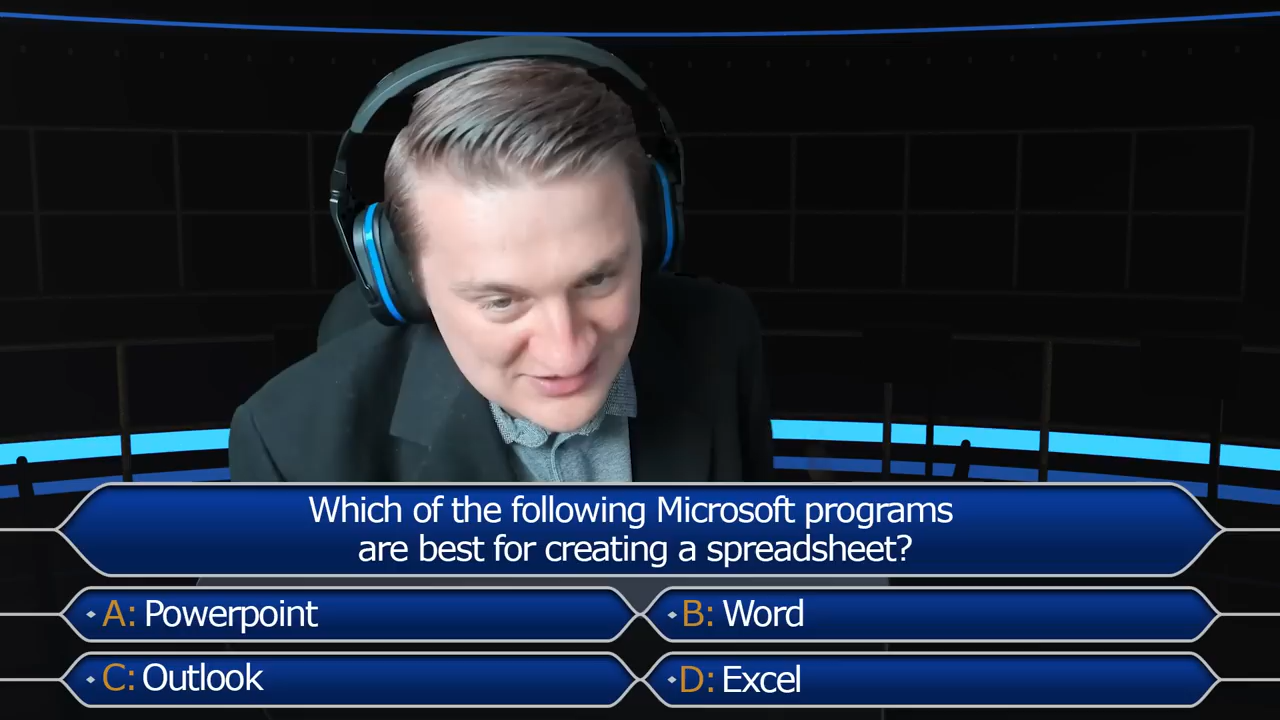 Which of the following Microsoft programs
are best for creating a spreadsheet?
A: Powerpoint
B: Word
C: Outlook
D: Excel